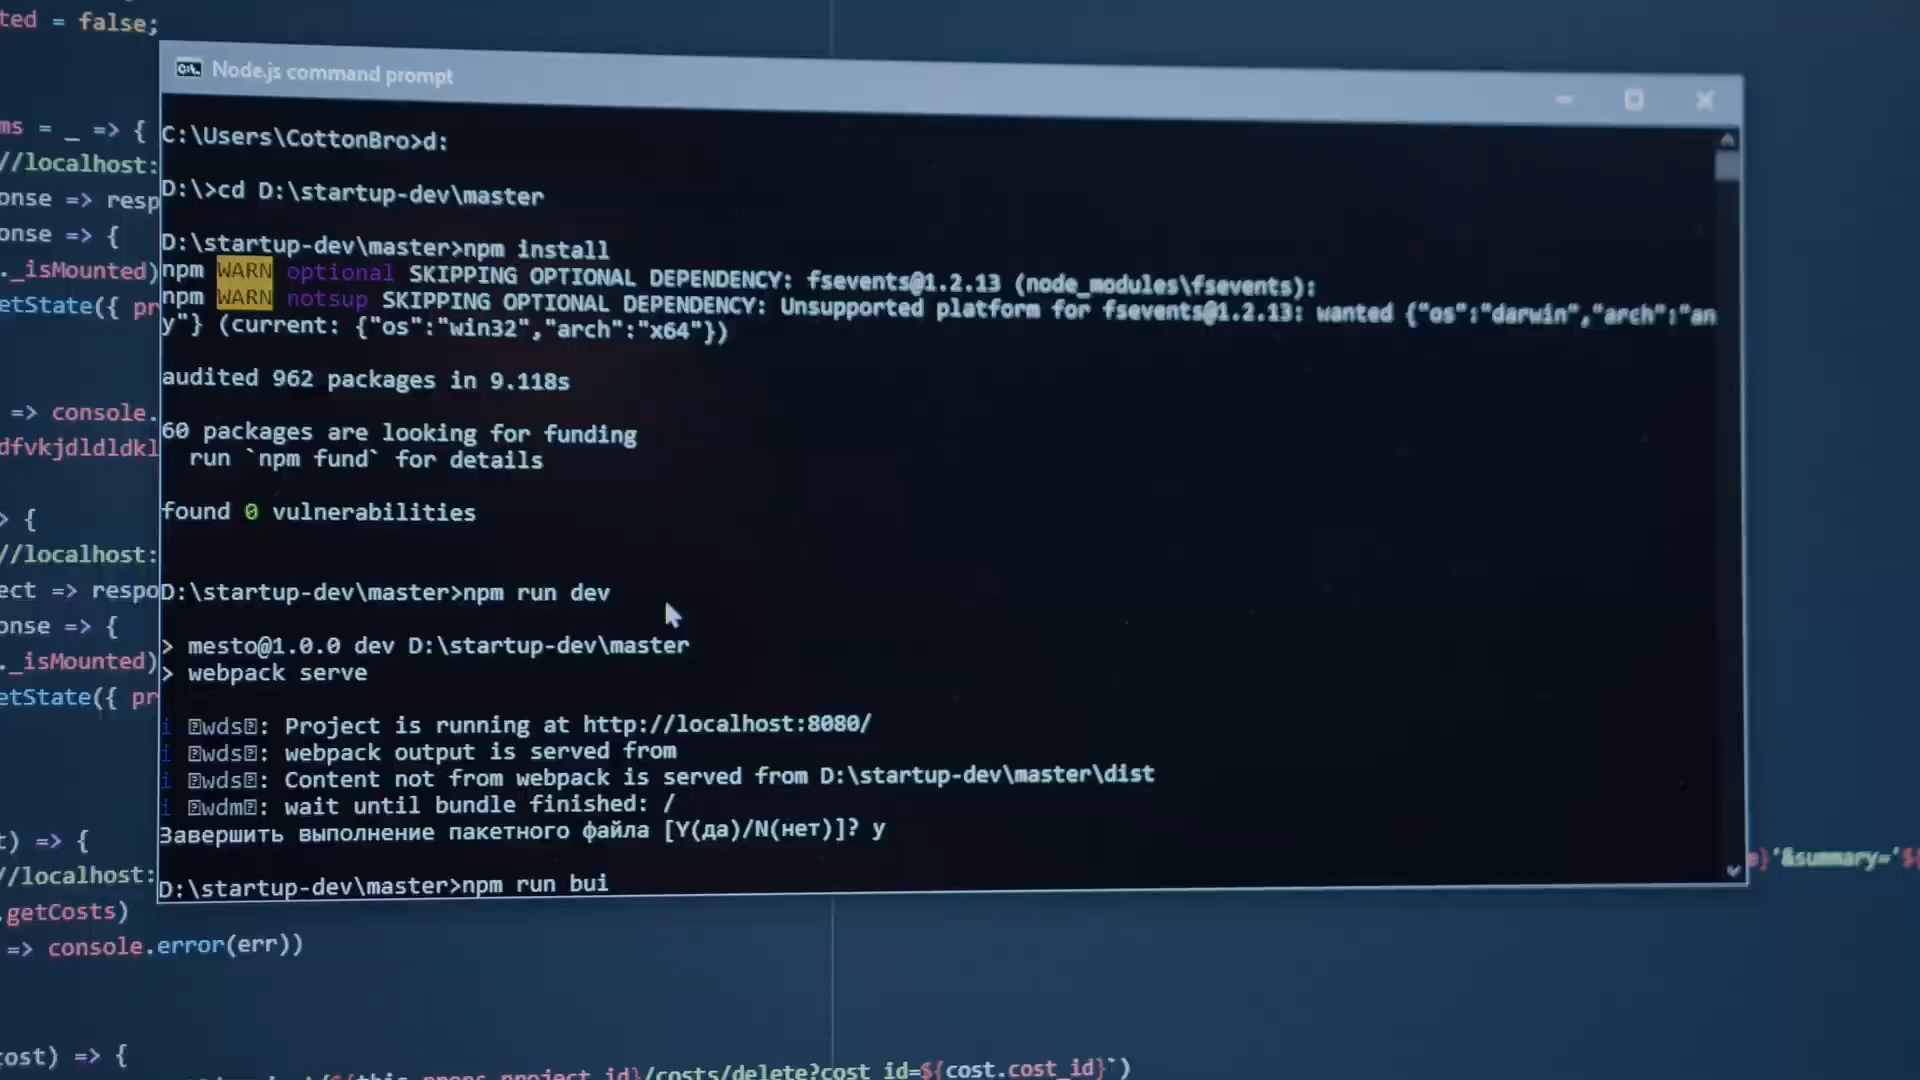 ted = false;
Node.js command prompt
C:\Users\CottonBro>d:
D:\>cd D:\startup-dev\master
D:\startup-dev\master>npm install
npm WARN optional SKIPPING OPTIONAL DEPENDENCY: fsevents@1.2.13 (node_modules\fsevents):
npm WARN notsup SKIPPING OPTIONAL DEPENDENCY: Unsupported platform for fsevents@1.2.13: wanted {"os":"darwin","arch":"an
y"} (current: {"os":"win32","arch":"x64"})
audited 962 packages in 9.118s
60 packages are looking for funding
run `npm fund` for details
found 0 vulnerabilities
D:\startup-dev\master>npm run dev
> mesto@1.0.0 dev D:\startup-dev\master
> webpack serve
i ⍰wds⍰: Project is running at http://localhost:8080/
i ⍰wds⍰: webpack output is served from
i ⍰wds⍰: Content not from webpack is served from D:\startup-dev\master\dist
i ⍰wdm⍰: wait until bundle finished: /
Завершить выполнение пакетного файла [Y(да)/N(нет)]? y
D:\startup-dev\master>npm run bui
ms = _ => {
//localhost:
onse => resp
onse => {
._isMounted)
etState({ pr
=> console.
dfvkjdldldkl
> {
//localhost:
ect => respo
onse => {
._isMounted)
etState({ pr
t) => {
//localhost:
}'&summary='${
.getCosts)
=> console.error(err))
cost) => {
${this.props.project_id}/costs/delete?cost_id=${cost.cost_id}`)